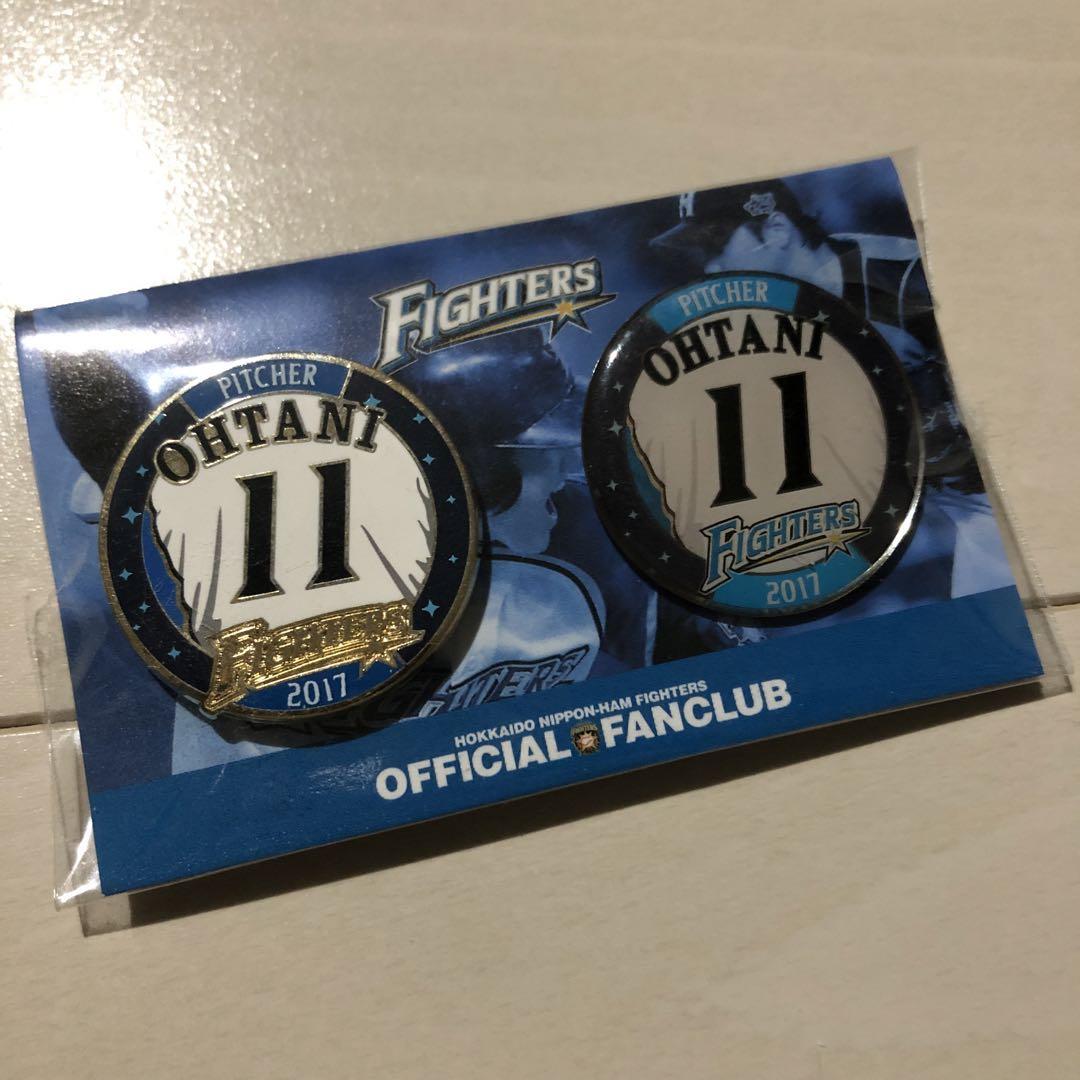 FIGHTERS
PITCHER
OHTANI
11
FIGHTERS
2017
PITCHER
OHTANI
11
FIGHTERS
2017
H
HOKKAIDO NIPPON-HAM FIGHTERS
OFFICIAL FANCLUB